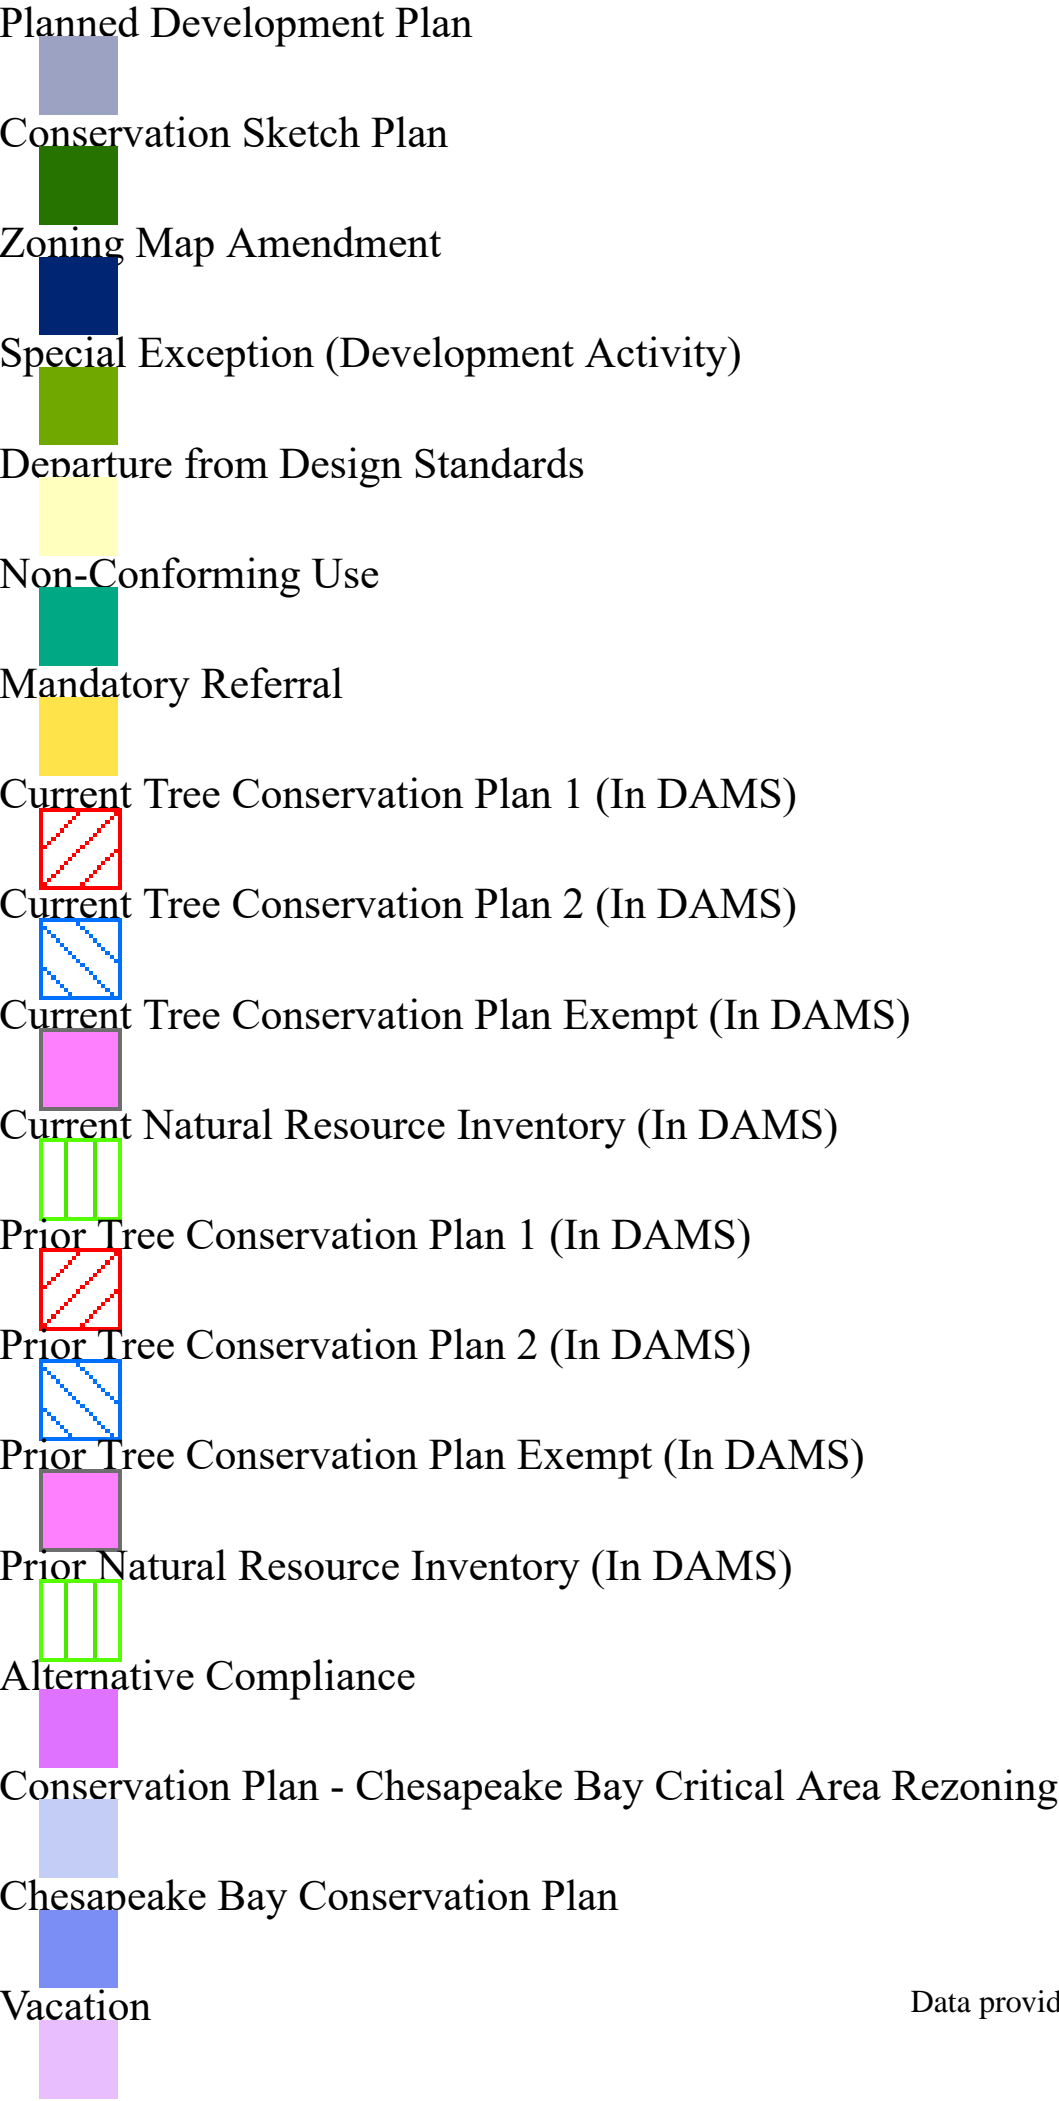 Planned Development Plan
Conservation Sketch Plan
Zoning Map Amendment
Special Exception (Development Activity)
Departure from Design Standards
Non-Conforming Use
Mandatory Referral
Current Tree Conservation Plan 1 (In DAMS)
Current Tree Conservation Plan 2 (In DAMS)
Current Tree Conservation Plan Exempt (In DAMS)
Current Natural Resource Inventory (In DAMS)
Prior Tree Conservation Plan 1 (In DAMS)
Prior Tree Conservation Plan 2 (In DAMS)
Prior Tree Conservation Plan Exempt (In DAMS)
Prior Natural Resource Inventory (In DAMS)
Alternative Compliance
Conservation Plan - Chesapeake Bay Critical Area Rezoning
Chesapeake Bay Conservation Plan
Vacation
Data provid